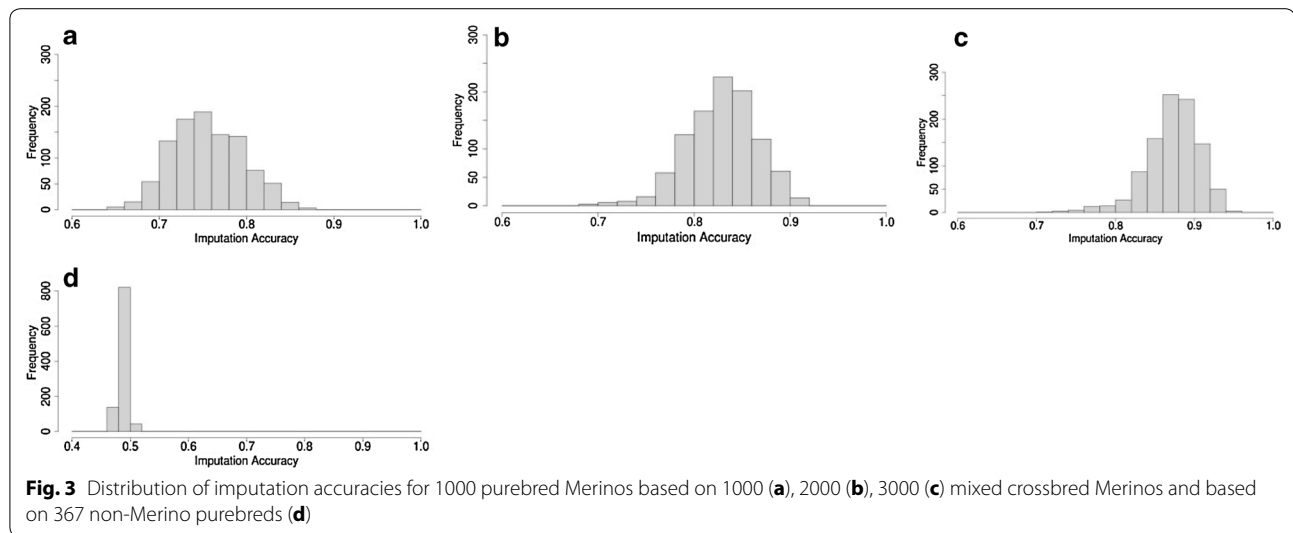 a
300
200
Frequency
50 100
0
0.6 0.7 0.8 0.9 1.0
Imputation Accuracy
b
300
200
Frequency
50 100
0
0.6 0.7 0.8 0.9 1.0
Imputation Accuracy
c
300
200
Frequency
50 100
0
0.6 0.7 0.8 0.9 1.0
Imputation Accuracy
d
800
600
Frequency
400
200
0
0.4 0.5 0.6 0.7 0.8 0.9 1.0
Imputation Accuracy
Fig. 3 Distribution of imputation accuracies for 1000 purebred Merinos based on 1000 (a), 2000 (b), 3000 (c) mixed crossbred Merinos and based
on 367 non-Merino purebreds (d)